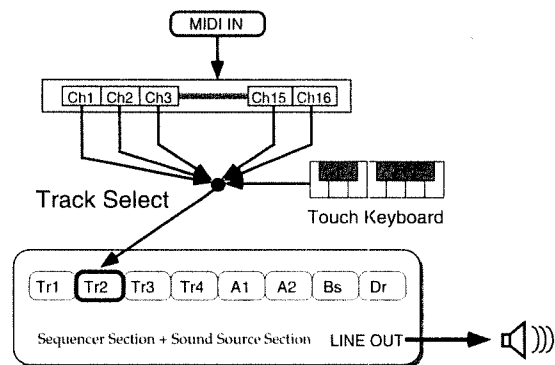 MIDI IN
Ch1 Ch2 Ch3 Ch15 Ch16
Track Select
Touch Keyboard
Tr1 Tr2 Tr3 Tr4 A1 A2 Bs Dr
Sequencer Section + Sound Source Section LINE OUT